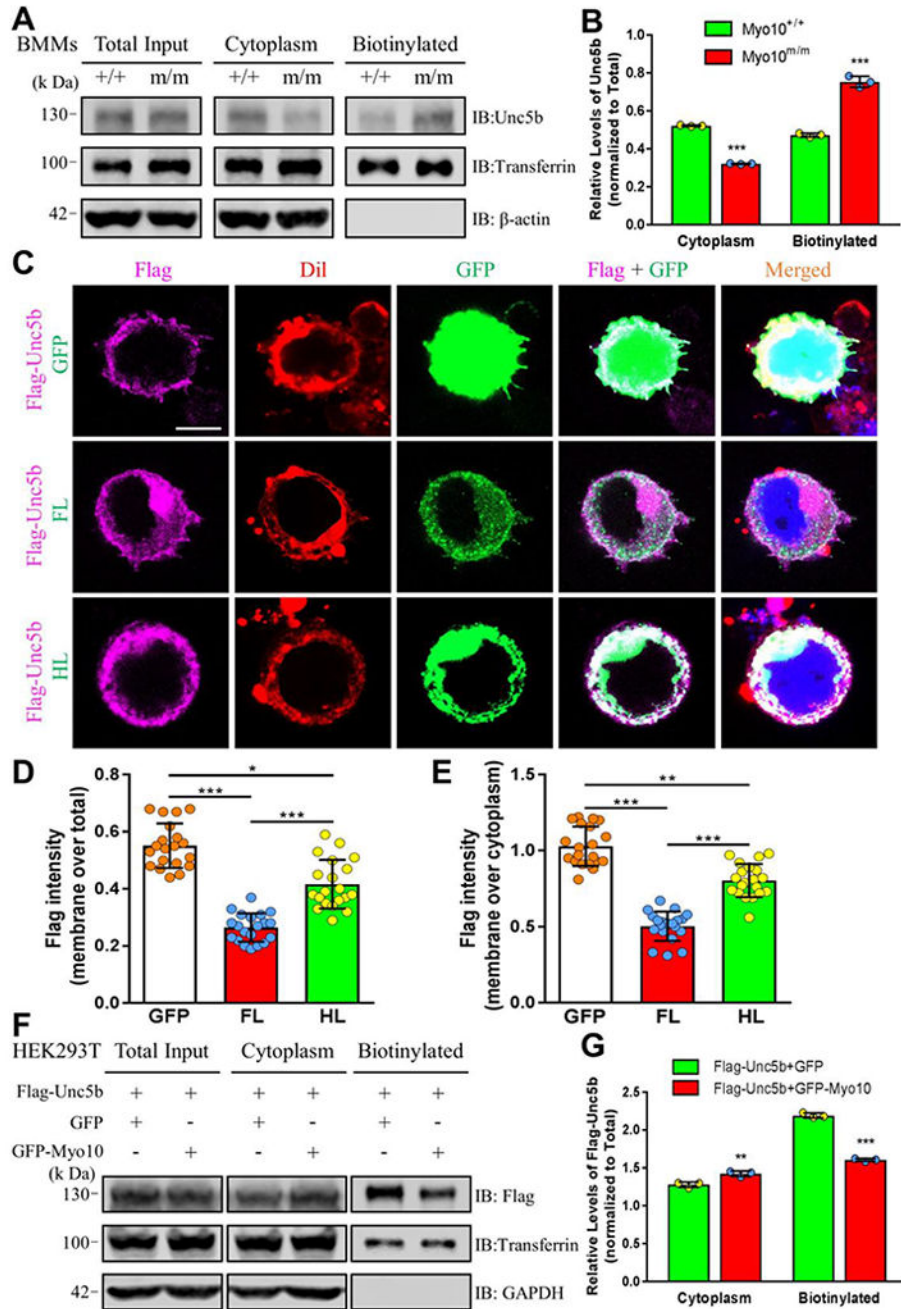 A
BMMs Total Input Cytoplasm Biotinylated
(k Da) +/+ m/m +/+ m/m +/+ m/m
130 IB:Unc5b
100 IB:Transferrin
42 IB: β-actin
B
Myo10+/+
Myo10m/m
Relative Levels of Unc5b
(normalized to Total)
1.0
0.8
0.6
0.4
0.2
0.0
*** ***
Cytoplasm Biotinylated
C
Flag Dil GFP Flag + GFP Merged
Flag-Unc5b
GFP
Flag-Unc5b
FL
Flag-Unc5b
HL
D
Flag intensity
(membrane over total)
0.8
0.6
0.4
0.2
0.0
*
*** ***
GFP FL HL
E
Flag intensity
(membrane over cytoplasm)
1.5
1.0
0.5
0.0
**
*** ***
GFP FL HL
F
HEK293T Total Input Cytoplasm Biotinylated
Flag-Unc5b + + + + + +
GFP + - + - + -
GFP-Myo10 - + - + - +
(k Da)
130 IB: Flag
100 IB:Transferrin
42 IB: GAPDH
G
Flag-Unc5b+GFP
Flag-Unc5b+GFP-Myo10
Relative Levels of Flag-Unc5b
(normalized to Total)
2.5
2.0
1.5
1.0
0.5
0.0
** ***
Cytoplasm Biotinylated